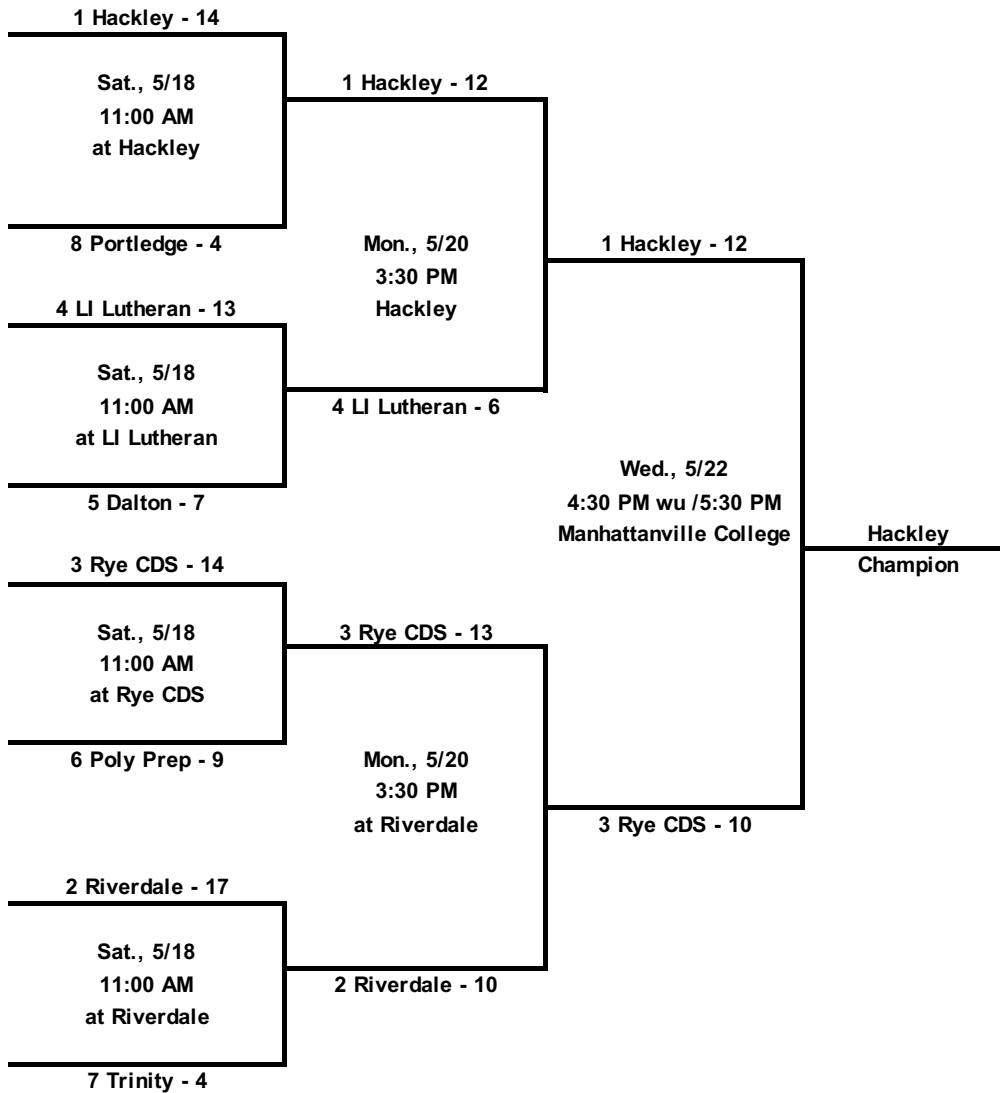 1 Hackley - 14
Sat., 5/18
11:00 AM
at Hackley
8 Portledge - 4
4 LI Lutheran - 13
Sat., 5/18
11:00 AM
at LI Lutheran
5 Dalton - 7
3 Rye CDS - 14
Sat., 5/18
11:00 AM
at Rye CDS
6 Poly Prep - 9
2 Riverdale - 17
Sat., 5/18
11:00 AM
at Riverdale
7 Trinity - 4
1 Hackley - 12
Mon., 5/20
3:30 PM
Hackley
4 LI Lutheran - 6
3 Rye CDS - 13
Mon., 5/20
3:30 PM
at Riverdale
2 Riverdale - 10
1 Hackley - 12
Wed., 5/22
4:30 PM wu /5:30 PM
Manhattanville College
3 Rye CDS - 10
Hackley
Champion